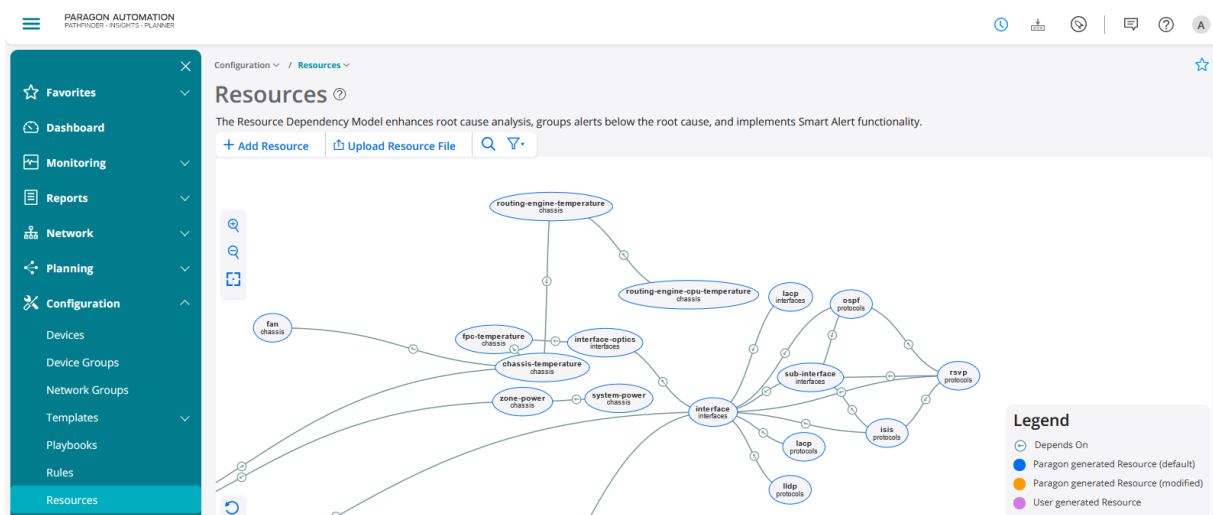 PARAGON AUTOMATION
PATHFINDER • INSIGHTS • PLANNER
A
Favorites
Dashboard
Monitoring
Reports
Network
Planning
Configuration
Devices
Device Groups
Network Groups
Templates
Playbooks
Rules
Resources
Configuration / Resources
Resources
The Resource Dependency Model enhances root cause analysis, groups alerts below the root cause, and implements Smart Alert functionality.
+ Add Resource
Upload Resource File
routing-engine-temperature
chassis
routing-engine-cpu-temperature
chassis
lacp
interfaces
ospf
protocols
fan
chassis
fpc-temperature
chassis
interface-optics
interfaces
chassis-temperature
chassis
sub-interface
interfaces
rsvp
protocols
zone-power
chassis
system-power
chassis
interface
interfaces
isis
protocols
lacp
protocols
lldp
protocols
Legend
Depends On
Paragon generated Resource (default)
Paragon generated Resource (modified)
User generated Resource